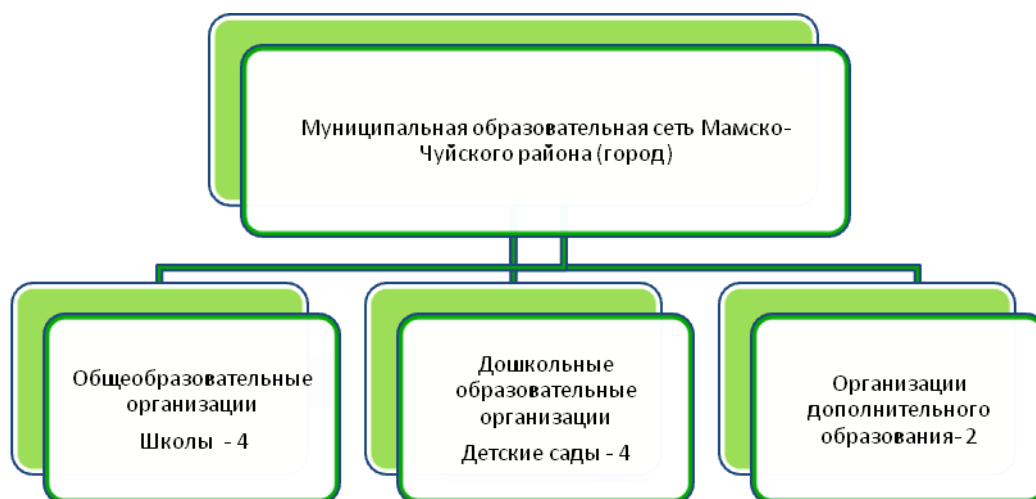 Муниципальная образовательная сеть Мамско-
Чуйского района (город)
Общеобразовательные
организации
Школы - 4
Дошкольные
образовательные
организации
Детские сады - 4
Организации
дополнительного
образования- 2